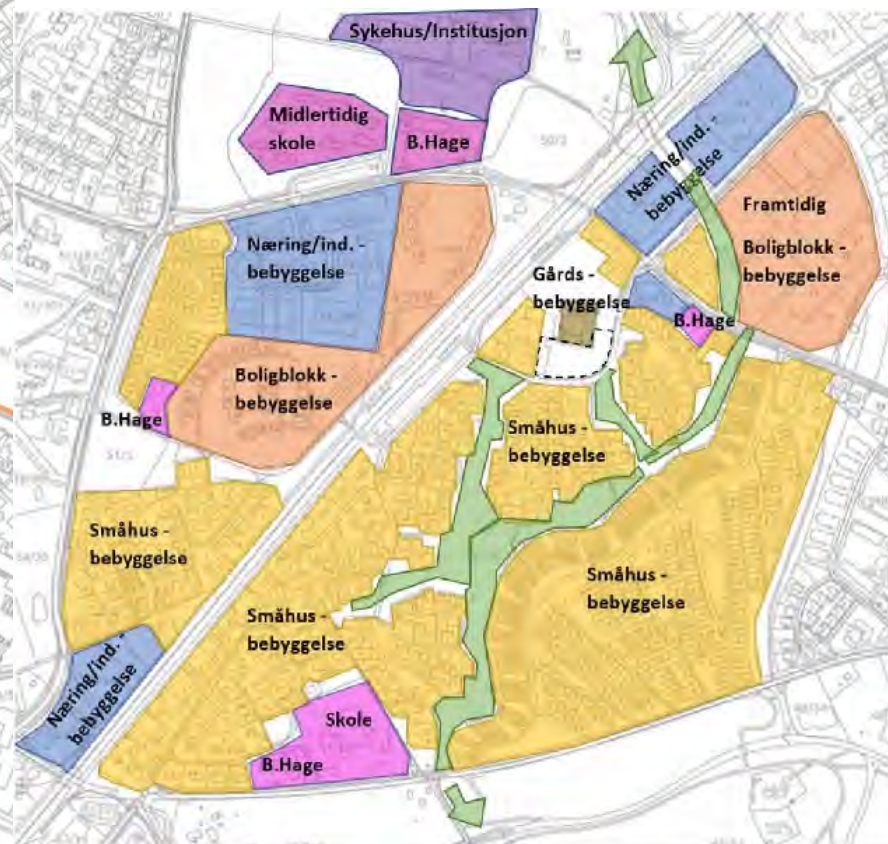 Sykehus/Institusjon
Midlertidig
skole
B.Hage
Næring/ind. -
bebyggelse
Framtidig
Boligblokk -
bebyggelse
Næring/ind. -
bebyggelse
Gårds -
bebyggelse
B.Hage
Boligblokk -
bebyggelse
B.Hage
Småhus -
bebyggelse
Småhus -
bebyggelse
Småhus -
bebyggelse
Småhus -
bebyggelse
Næring/ind. -
bebyggelse
Skole
B.Hage